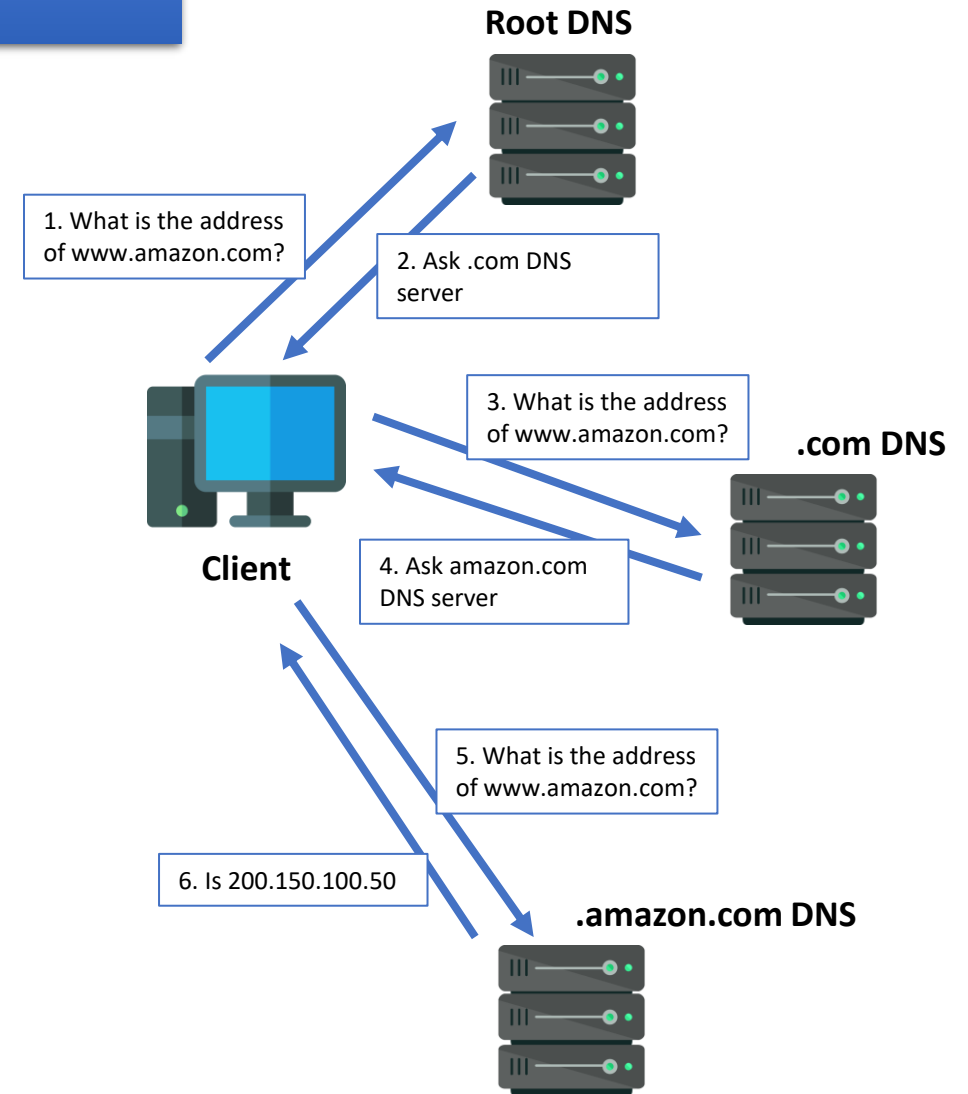 Root DNS
1. What is the address
of www.amazon.com?
2. Ask .com DNS
server
3. What is the address
of www.amazon.com?
.com DNS
Client
4. Ask amazon.com
DNS server
5. What is the address
of www.amazon.com?
6. Is 200.150.100.50
.amazon.com DNS